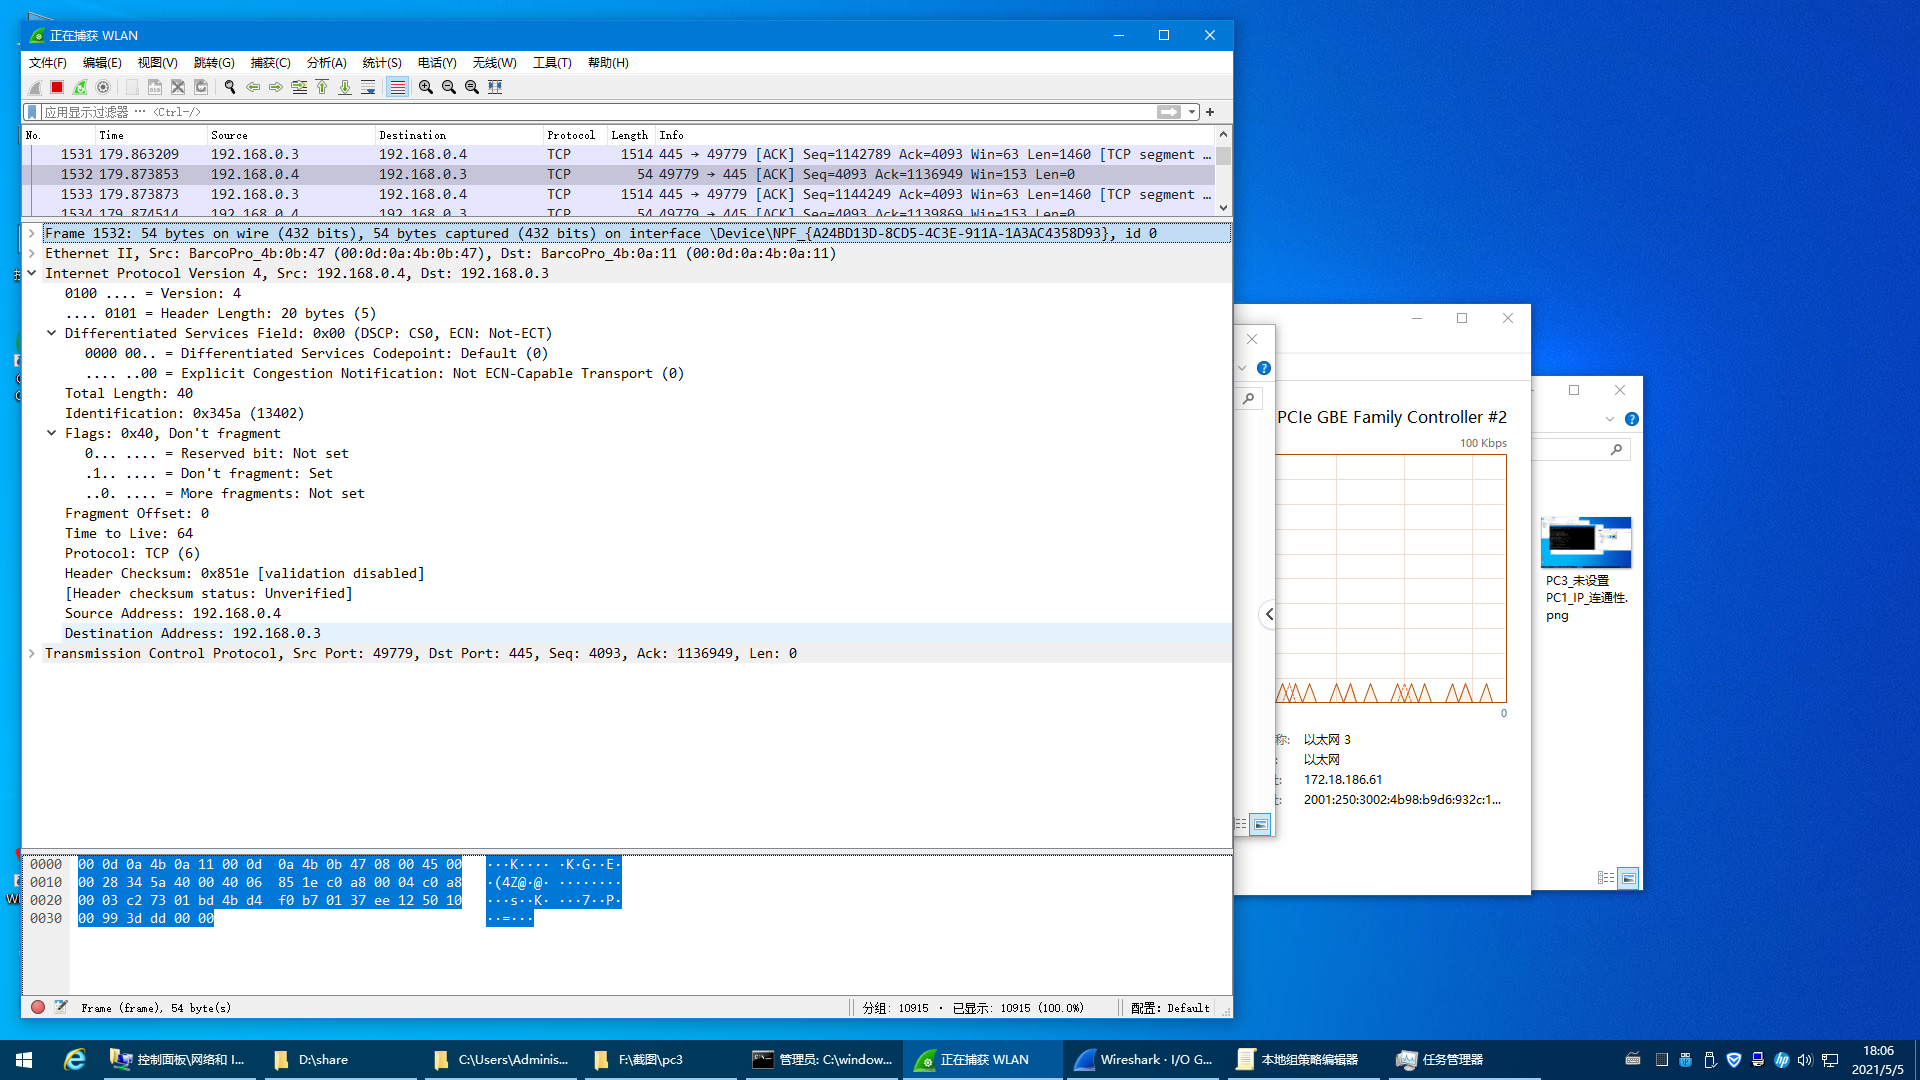 正在捕获 WLAN
文件(F) 编辑(E) 视图(V) 跳转(G) 捕获(C) 分析(A) 统计(S) 电话(Y) 无线(W) 工具(T) 帮助(H)
应用显示过滤器 … <Ctrl-/>
No. Time Source Destination Protocol Length Info
1531 179.863209 192.168.0.3 192.168.0.4 TCP 1514 445 → 49779 [ACK] Seq=1142789 Ack=4093 Win=63 Len=1460 [TCP segment …
1532 179.873853 192.168.0.4 192.168.0.3 TCP 54 49779 → 445 [ACK] Seq=4093 Ack=1136949 Win=153 Len=0
1533 179.873873 192.168.0.3 192.168.0.4 TCP 1514 445 → 49779 [ACK] Seq=1144249 Ack=4093 Win=63 Len=1460 [TCP segment …
1534 179.874514 192.168.0.4 192.168.0.3 TCP 54 49779 → 445 [ACK] Seq=4093 Ack=1139869 Win=153 Len=0
Frame 1532: 54 bytes on wire (432 bits), 54 bytes captured (432 bits) on interface \Device\NPF_{A24BD13D-8CD5-4C3E-911A-1A3AC4358D93}, id 0
Ethernet II, Src: BarcoPro_4b:0b:47 (00:0d:0a:4b:0b:47), Dst: BarcoPro_4b:0a:11 (00:0d:0a:4b:0a:11)
Internet Protocol Version 4, Src: 192.168.0.4, Dst: 192.168.0.3
0100 .... = Version: 4
.... 0101 = Header Length: 20 bytes (5)
Differentiated Services Field: 0x00 (DSCP: CS0, ECN: Not-ECT)
0000 00.. = Differentiated Services Codepoint: Default (0)
.... ..00 = Explicit Congestion Notification: Not ECN-Capable Transport (0)
Total Length: 40
Identification: 0x345a (13402)
Flags: 0x40, Don't fragment
0... .... = Reserved bit: Not set
.1.. .... = Don't fragment: Set
..0. .... = More fragments: Not set
Fragment Offset: 0
Time to Live: 64
Protocol: TCP (6)
Header Checksum: 0x851e [validation disabled]
[Header checksum status: Unverified]
Source Address: 192.168.0.4
Destination Address: 192.168.0.3
Transmission Control Protocol, Src Port: 49779, Dst Port: 445, Seq: 4093, Ack: 1136949, Len: 0
0000 00 0d 0a 4b 0a 11 00 0d 0a 4b 0b 47 08 00 45 00 ···K···· ·K·G··E·
0010 00 28 34 5a 40 00 40 06 85 1e c0 a8 00 04 c0 a8 ·(4Z@·@· ········
0020 00 03 c2 73 01 bd 4b d4 f0 b7 01 37 ee 12 50 10 ···s··K· ···7··P·
0030 00 99 3d dd 00 00 ··=···
Frame (frame), 54 byte(s) 分组: 10915 · 已显示: 10915 (100.0%) 配置: Default
PCIe GBE Family Controller #2
100 Kbps
0
称: 以太网 3
以太网
172.18.186.61
2001:250:3002:4b98:b9d6:932c:1...
PC3_未设置
PC1_IP_连通性.
png
控制面板\网络和 I... D:\share C:\Users\Adminis... F:\截图\pc3 管理员: C:\window... 正在捕获 WLAN Wireshark · I/O G... 本地组策略编辑器 任务管理器
18:06
2021/5/5